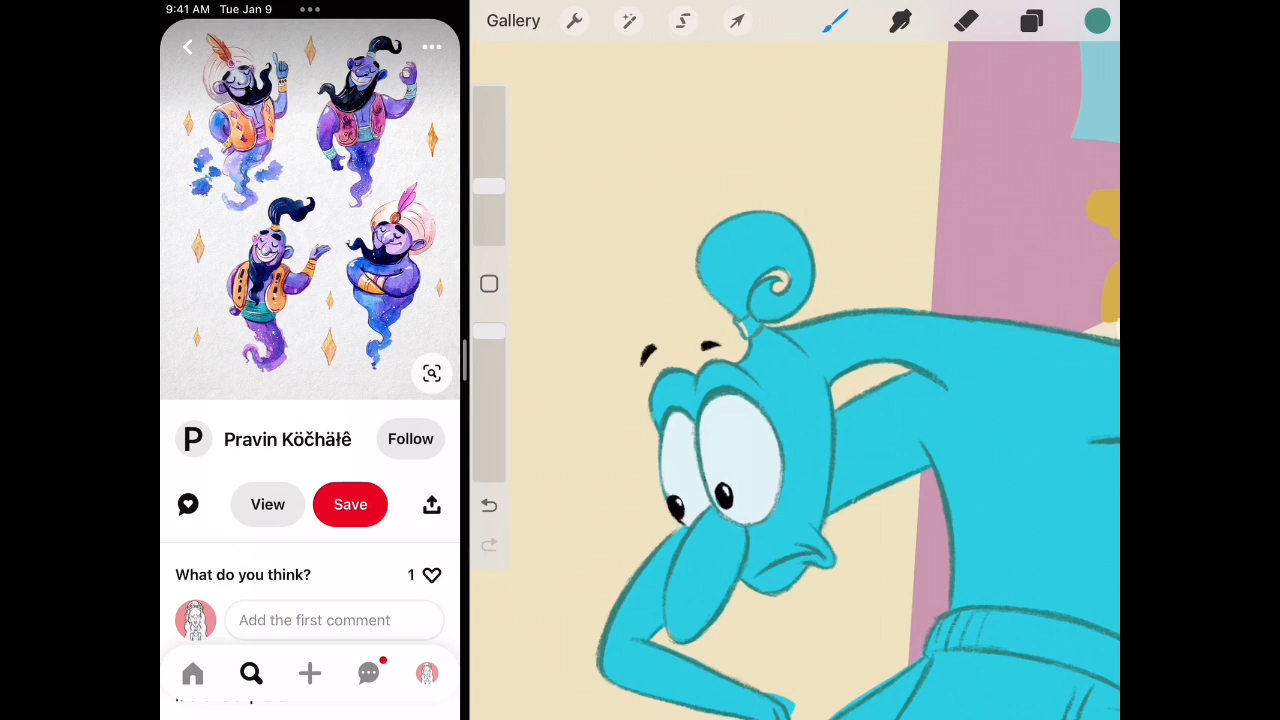 9:41 AM Tue Jan 9
Gallery
P
Pravin Köčhäłê
Follow
View
Save
What do you think?
1
Add the first comment